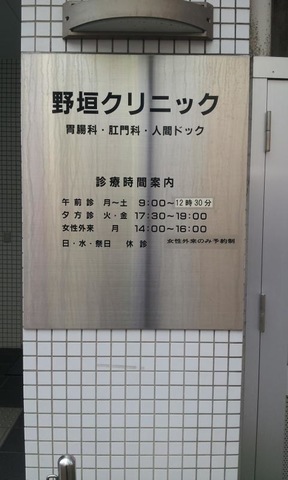 野垣クリニック
胃腸科・肛門科・人間ドック
診療時間案内
午前診 月～土 9:00～12時30分
夕方診 火・金 17:30～19:00
女性外来 月 14:00～16:00
日・水・祭日 休診 女性外来のみ予約制